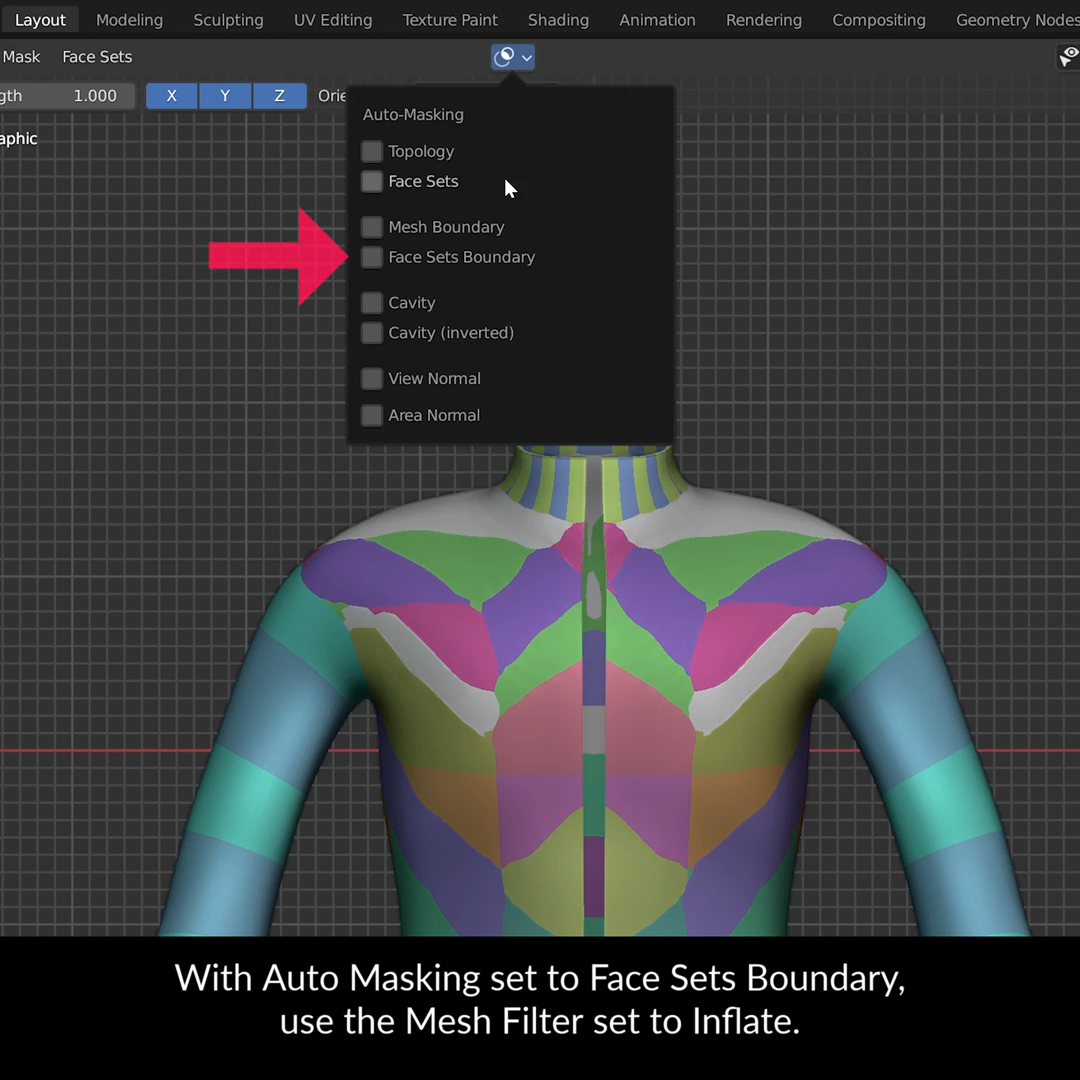 Layout Modeling Sculpting UV Editing Texture Paint Shading Animation Rendering Compositing Geometry Nodes
Mask Face Sets
gth 1.000 X Y Z Orie
aphic
Auto-Masking
Topology
Face Sets
Mesh Boundary
Face Sets Boundary
Cavity
Cavity (inverted)
View Normal
Area Normal
With Auto Masking set to Face Sets Boundary,
use the Mesh Filter set to Inflate.